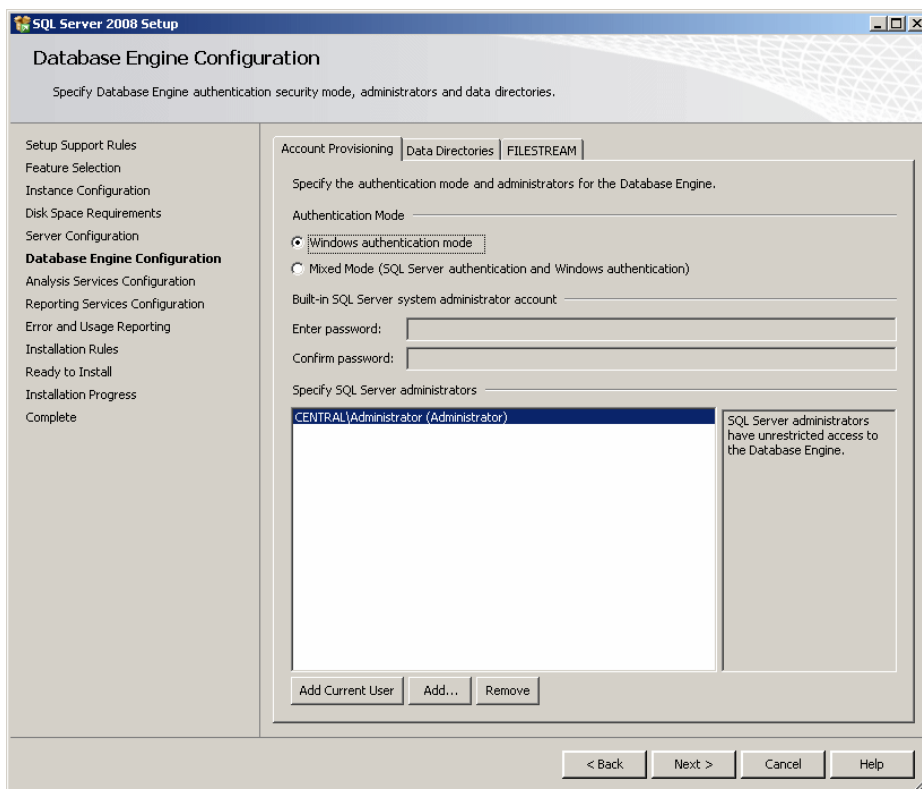 SQL Server 2008 Setup
Database Engine Configuration
Specify Database Engine authentication security mode, administrators and data directories.
Setup Support Rules
Feature Selection
Instance Configuration
Disk Space Requirements
Server Configuration
Database Engine Configuration
Analysis Services Configuration
Reporting Services Configuration
Error and Usage Reporting
Installation Rules
Ready to Install
Installation Progress
Complete
Account Provisioning Data Directories FILESTREAM
Specify the authentication mode and administrators for the Database Engine.
Authentication Mode
Windows authentication mode
Mixed Mode (SQL Server authentication and Windows authentication)
Built-in SQL Server system administrator account
Enter password:
Confirm password:
Specify SQL Server administrators
CENTRAL\Administrator (Administrator)
SQL Server administrators
have unrestricted access to
the Database Engine.
Add Current User Add... Remove
< Back Next > Cancel Help